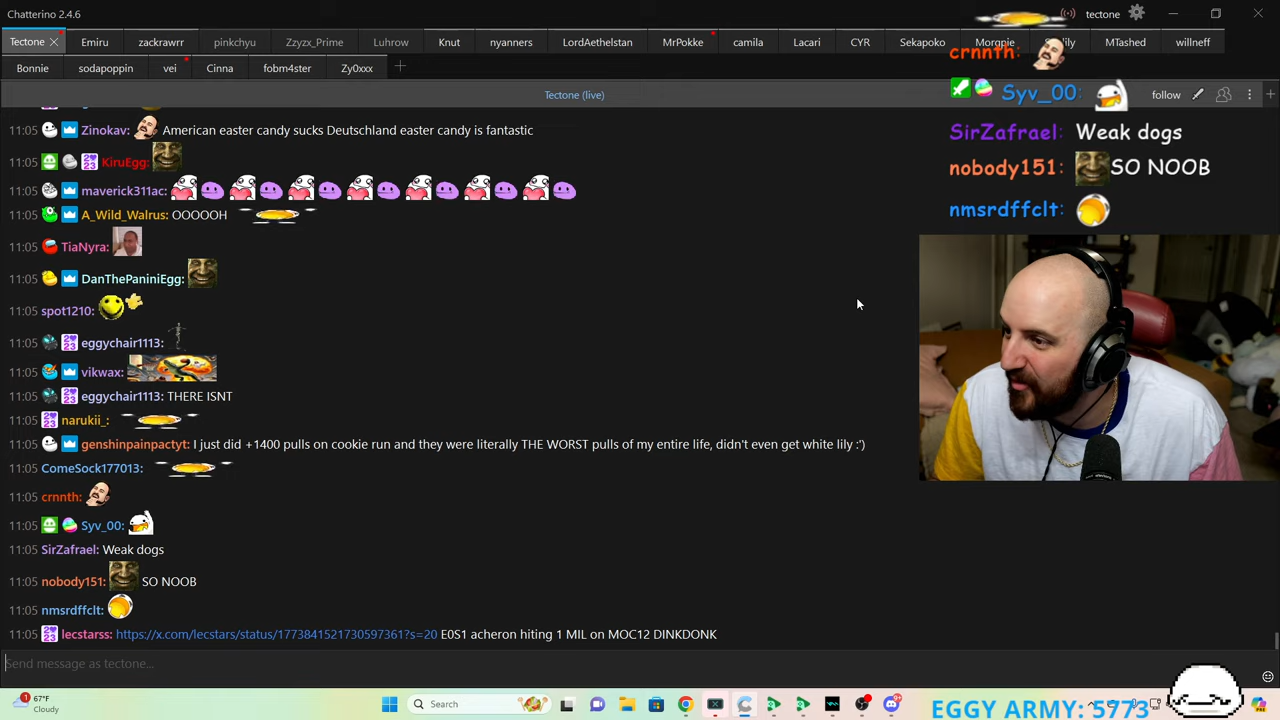 Chatterino 2.4.6
tectone
Tectone Emiru zackrawrr pinkchyu Zzyzx_Prime Luhrow Knut nyanners LordAethelstan MrPokke camila Lacari CYR Sekapoko MTashed willneff
Bonnie sodapoppin vei Cinna foom4ster Zy0xxx
Tectone (live)
follow
11:05 Zinokav: American easter candy sucks Deutschland easter candy is fantastic
11:05 KiruEgg:
11:05 maverick311ac:
11:05 A_Wild_Walrus: OOOOOH
11:05 TiaNyra:
11:05 DanThePaniniEgg:
11:05 spot1210:
11:05 eggychair1113:
11:05 vikwax:
11:05 eggychair1113: THERE ISNT
11:05 narukii_:
11:05 genshinpainpactyt: I just did +1400 pulls on cookie run and they were literally THE WORST pulls of my entire life, didn't even get white lily :')
11:05 ComeSock177013:
11:05 crnnth:
11:05 Syv_00:
11:05 SirZafrael: Weak dogs
11:05 nobody151: SO NOOB
11:05 nmsrdffclt:
11:05 lecstarss: https://x.com/lecstars/status/1773841521730597361?s=20 E0S1 acheron hiting 1 MIL on MOC12 DINKDONK
Send message as tectone...
crnnth:
Syv_00:
SirZafrael: Weak dogs
nobody151: SO NOOB
nmsrdffclt:
67°F
Cloudy
Search
EGGY ARMY: 5773